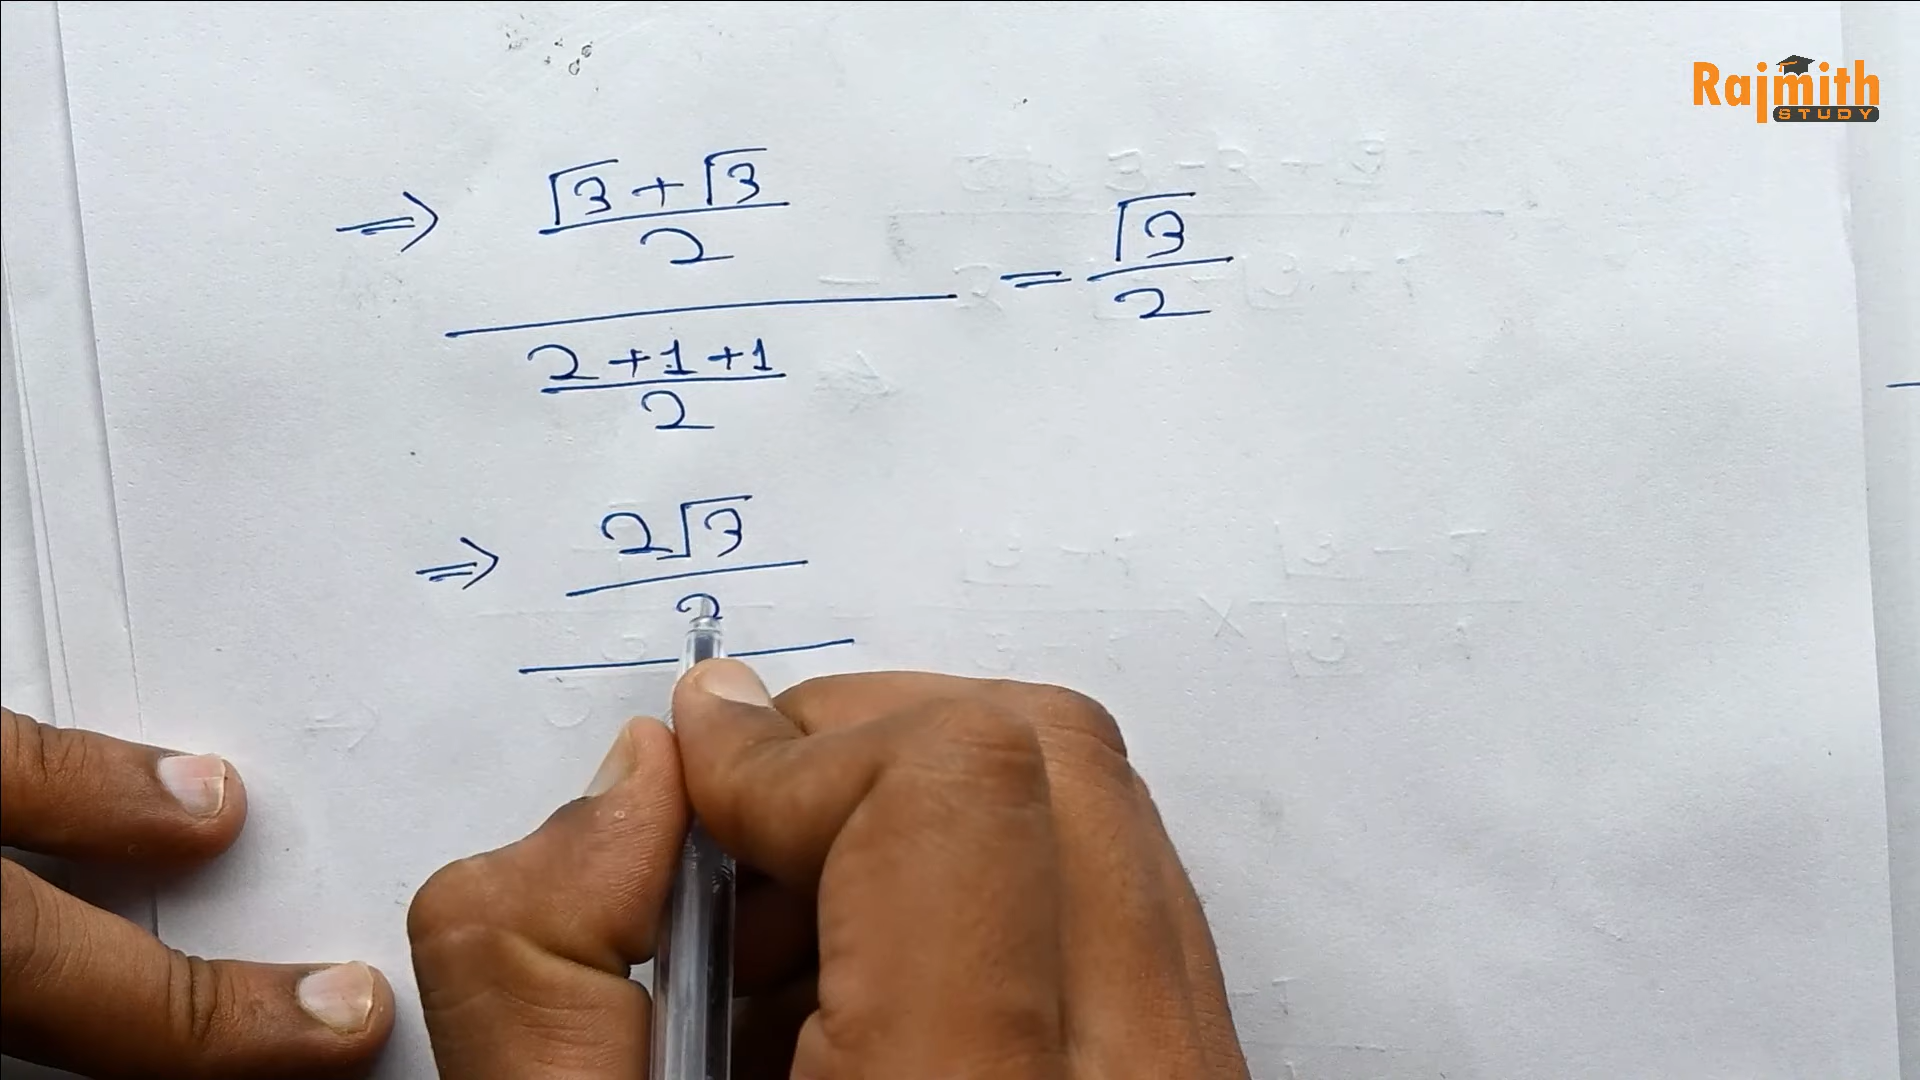 Rajmith
STUDY
⇒ (√3 + √3)/2 / (2 + 1 + 1)/2 = √3/2
⇒ 2√3/2